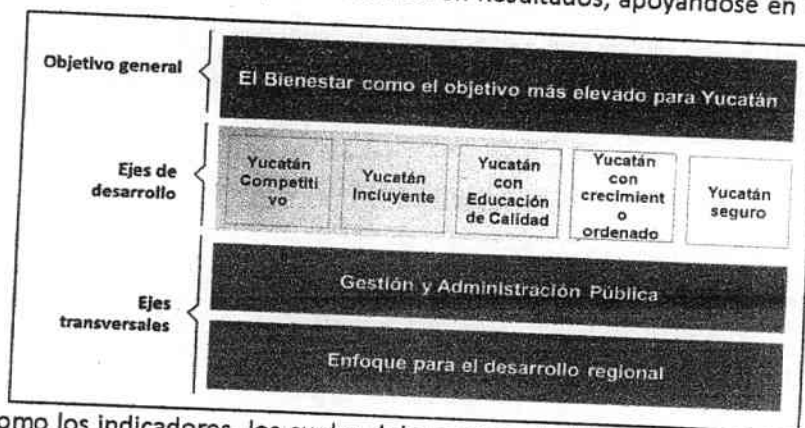 en Resultados, apoyándose en
Objetivo general
El Bienestar como el objetivo más elevado para Yucatán
Ejes de
desarrollo
Yucatán
Competiti
vo
Yucatán
Incluyente
Yucatán
con
Educación
de Calidad
Yucatán
con
crecimient
o
ordenado
Yucatán
seguro
Ejes
transversales
Gestión y Administración Pública
Enfoque para el desarrollo regional
como los indicadores, los